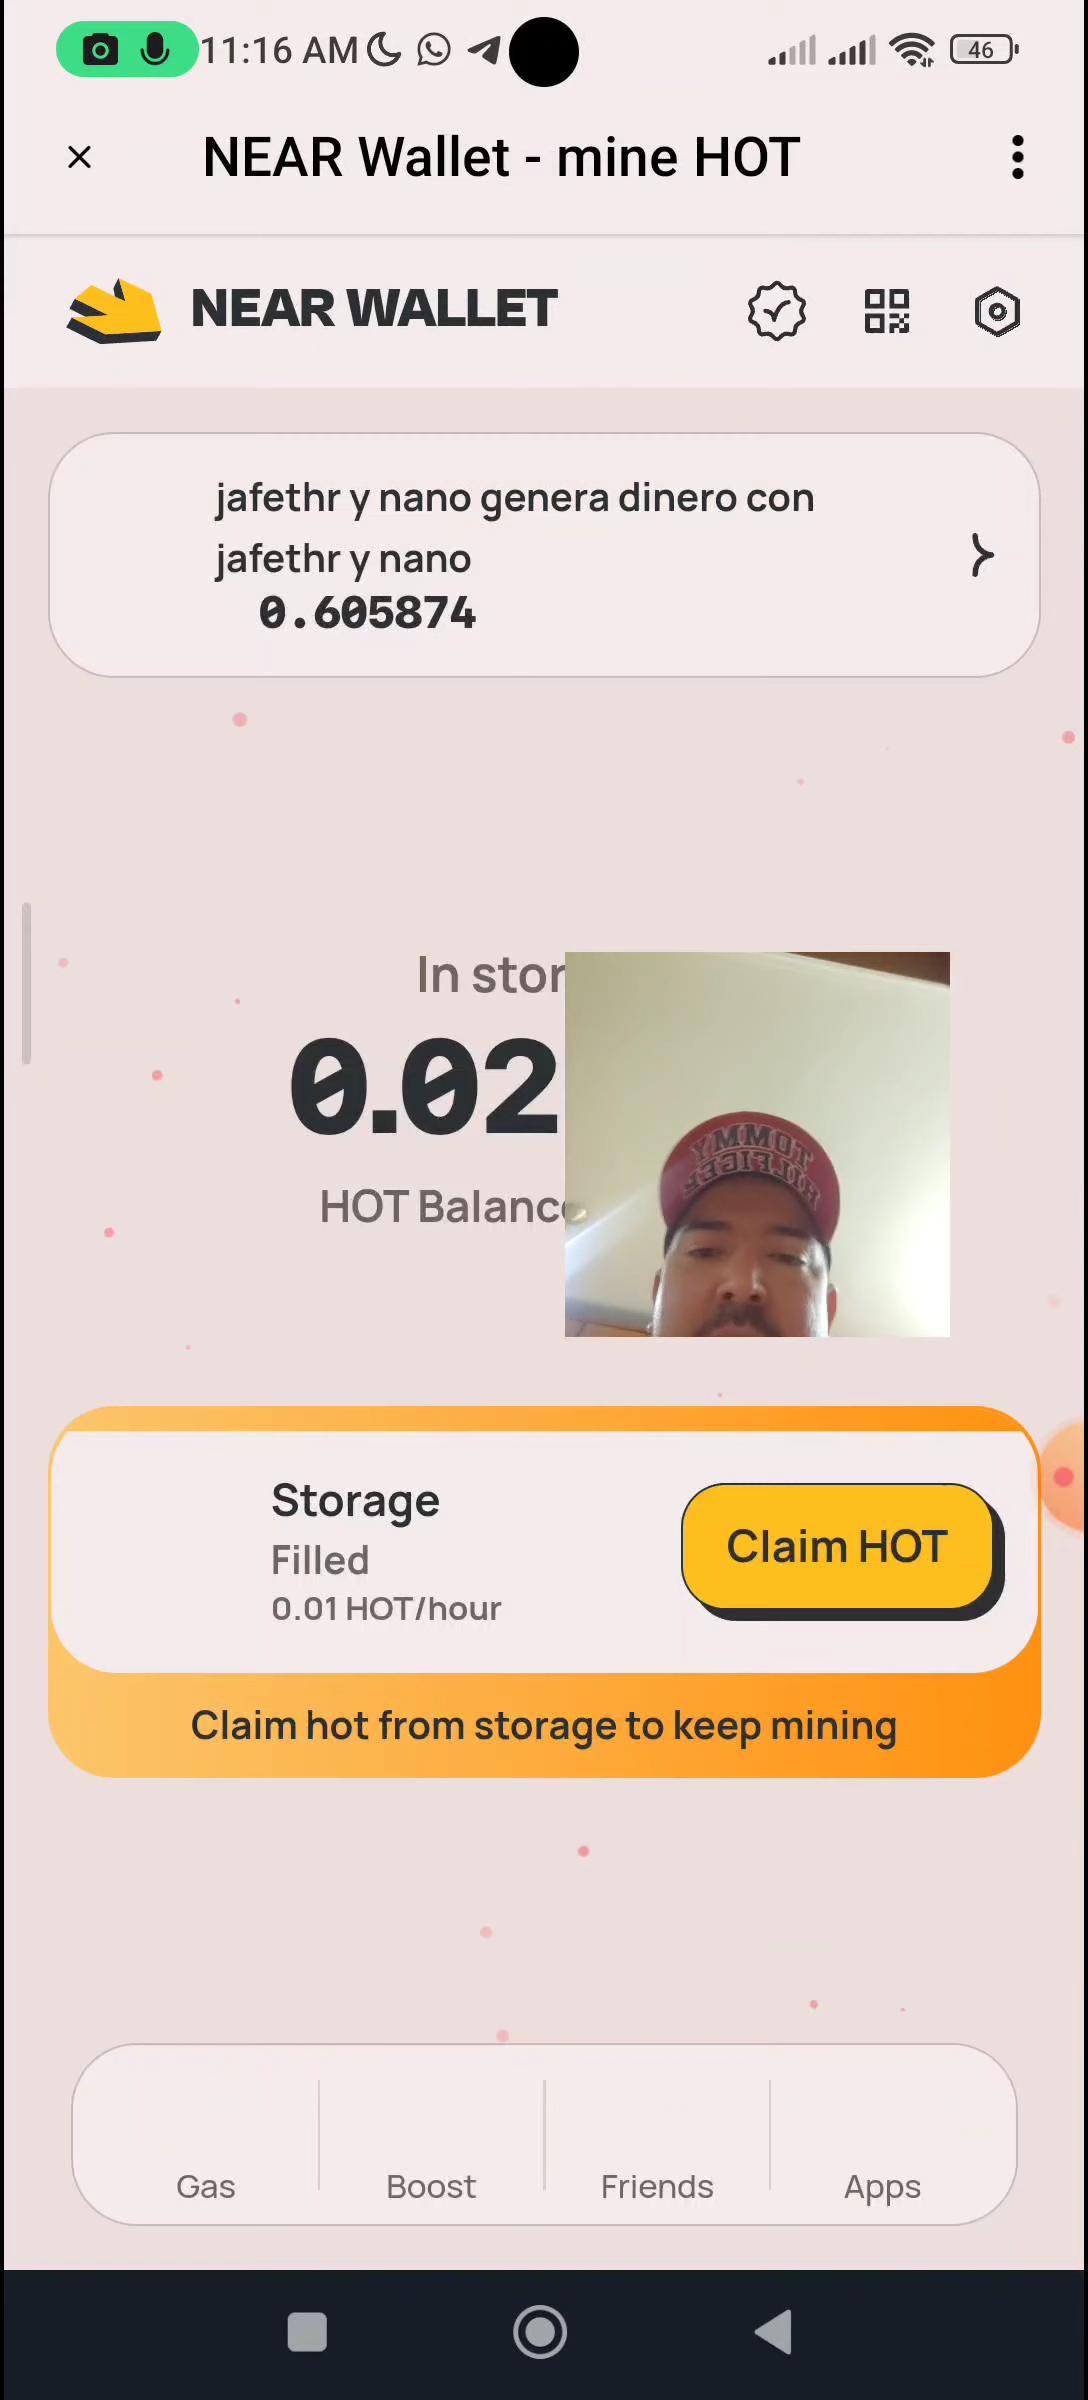 11:16 AM
46
NEAR Wallet - mine HOT
NEAR WALLET
jafethr y nano genera dinero con
jafethr y nano
0.605874
In stor
0.02
HOT Balanc
TOMMY
HILFIGER
Storage
Filled
0.01 HOT/hour
Claim HOT
Claim hot from storage to keep mining
Gas
Boost
Friends
Apps